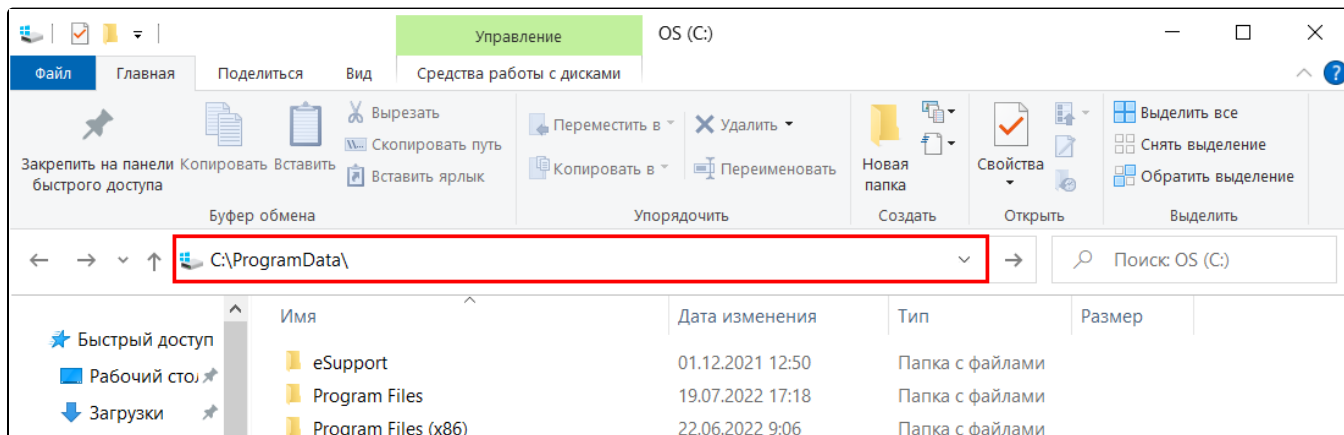 Управление OS (C:)
Файл Главная Поделиться Вид Средства работы с дисками
Закрепить на панели быстрого доступа
Копировать
Вставить
Вырезать
Скопировать путь
Вставить ярлык
Буфер обмена
Переместить в
Копировать в
Удалить
Переименовать
Упорядочить
Новая
папка
Создать
Свойства
Открыть
Выделить все
Снять выделение
Обратить выделение
Выделить
C:\ProgramData\
Поиск: OS (C:)
Быстрый доступ
Рабочий сто
Загрузки
Имя Дата изменения Тип Размер
eSupport 01.12.2021 12:50 Папка с файлами
Program Files 19.07.2022 17:18 Папка с файлами
Program Files (x86) 22.06.2022 9:06 Папка с файлами